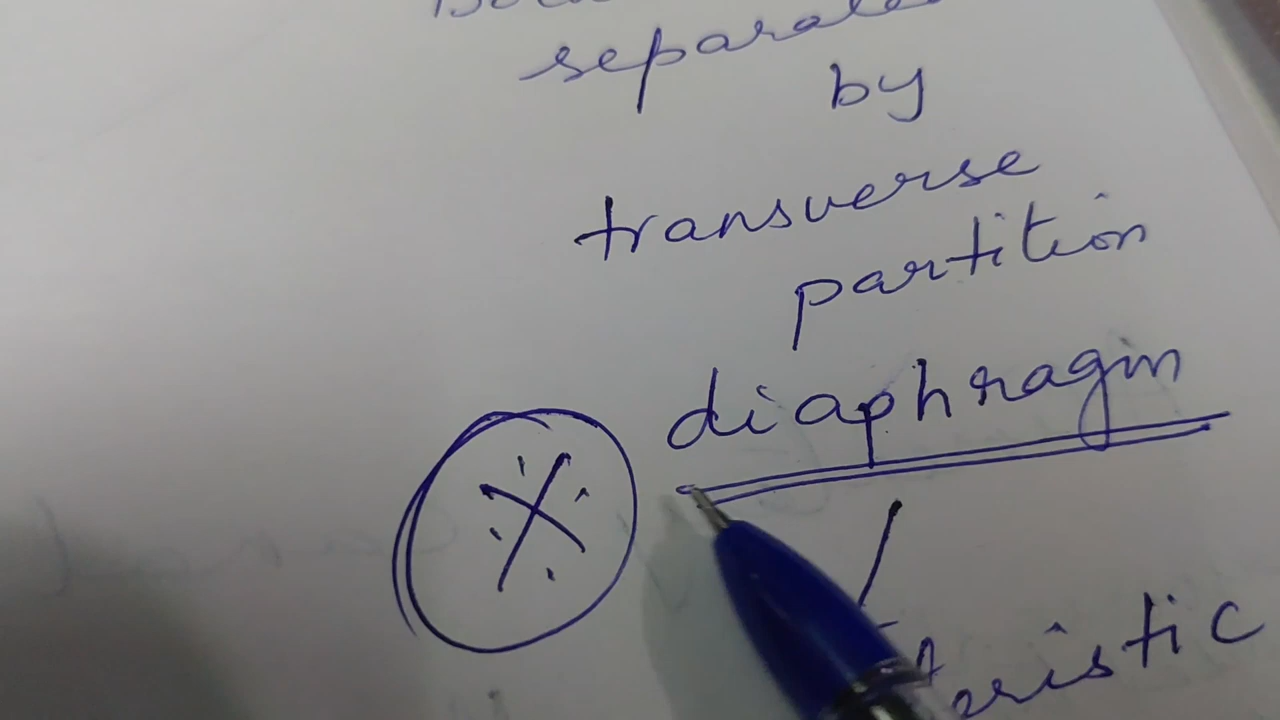 separate
by
transverse
partition
diaphragm